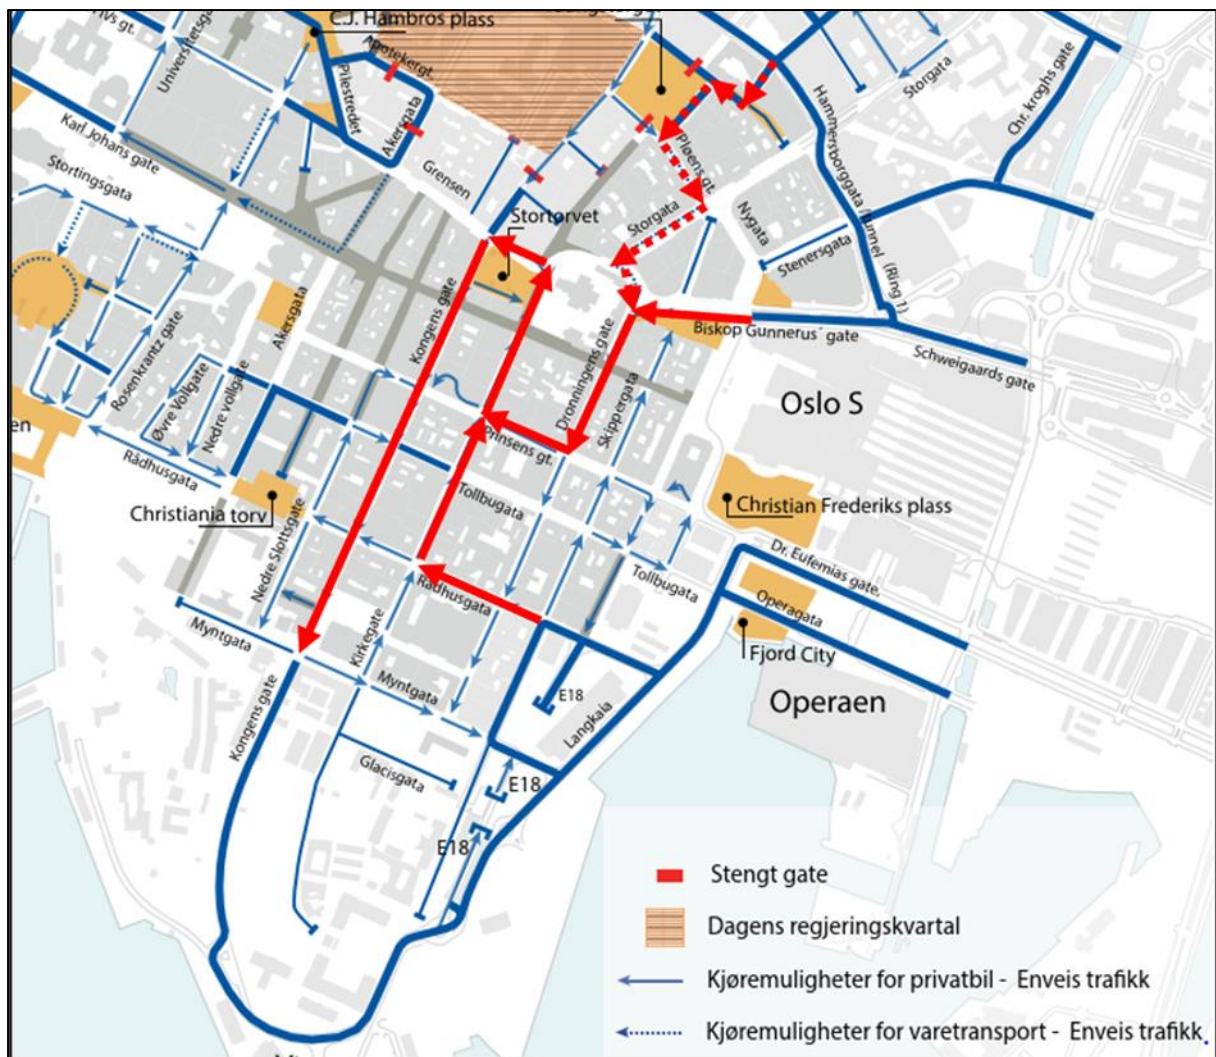 C.J. Hambros plass
Universitetsgata
Apotekergt.
Pilestredet
Akersgata
Karl Johans gate
Stortingsgata
Grensen
Stortorvet
Pløens gt.
Storgata
Storgata
Hammersborggata /tunnel (Ring 1)
Chr. kroghs gate
Nygata
Stenersgata
Kongens gate
Akersgata
Rosenkrantz gate
Øvre Vollgate
Nedre vollgate
Dronningens gate
Skippergata
Biskop Gunnerus´ gate
Schweigaards gate
Oslo S
Prinsens gt.
Rådhusgata
Tollbugata
Christian Frederiks plass
Christiania torv
Nedre Slottsgate
Dr. Eufemias gate.
Tollbugata
Rådhusgata
Operagata
Myntgata
Kirkegate
Fjord City
Myntgata
E18
Langkaia
Operaen
Kongens gate
Glacisgata
E18
E18
Stengt gate
Dagens regjeringskvartal
Kjøremuligheter for privatbil - Enveis trafikk
Kjøremuligheter for varetransport - Enveis trafikk